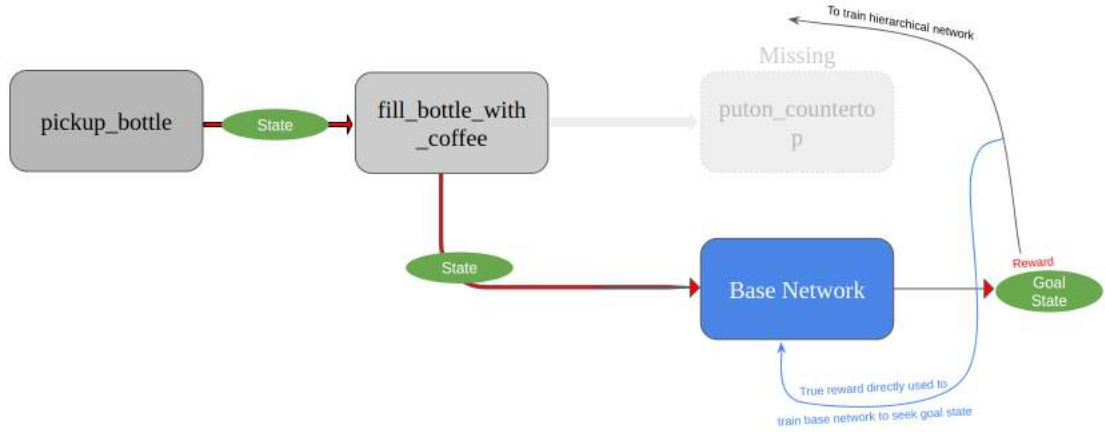 To train hierarchical network
Missing
pickup_bottle
State
fill_bottle_with
_coffee
puton_counterto
p
State
Base Network
Reward
Goal
State
True reward directly used to
train base network to seek goal state